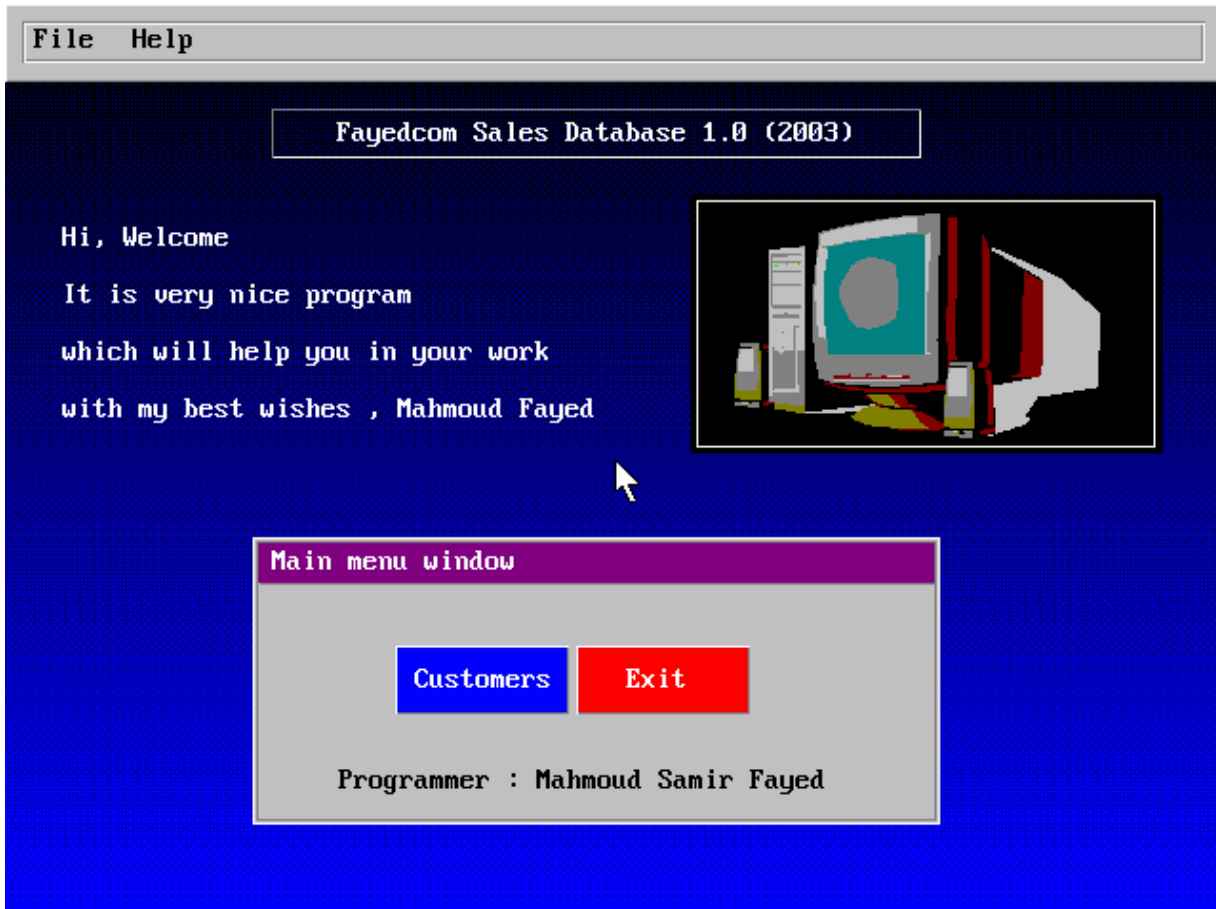 File Help
Fayedcom Sales Database 1.0 (2003)
Hi, Welcome
It is very nice program
which will help you in your work
with my best wishes , Mahmoud Fayed
Main menu window
Customers Exit
Programmer : Mahmoud Samir Fayed